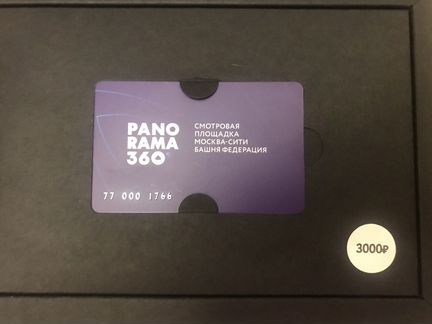 PANO
RAMA
360
СМОТРОВАЯ
ПЛОЩАДКА
МОСКВА-СИТИ
БАШНЯ ФЕДЕРАЦИЯ
77 000 1766
3000₽